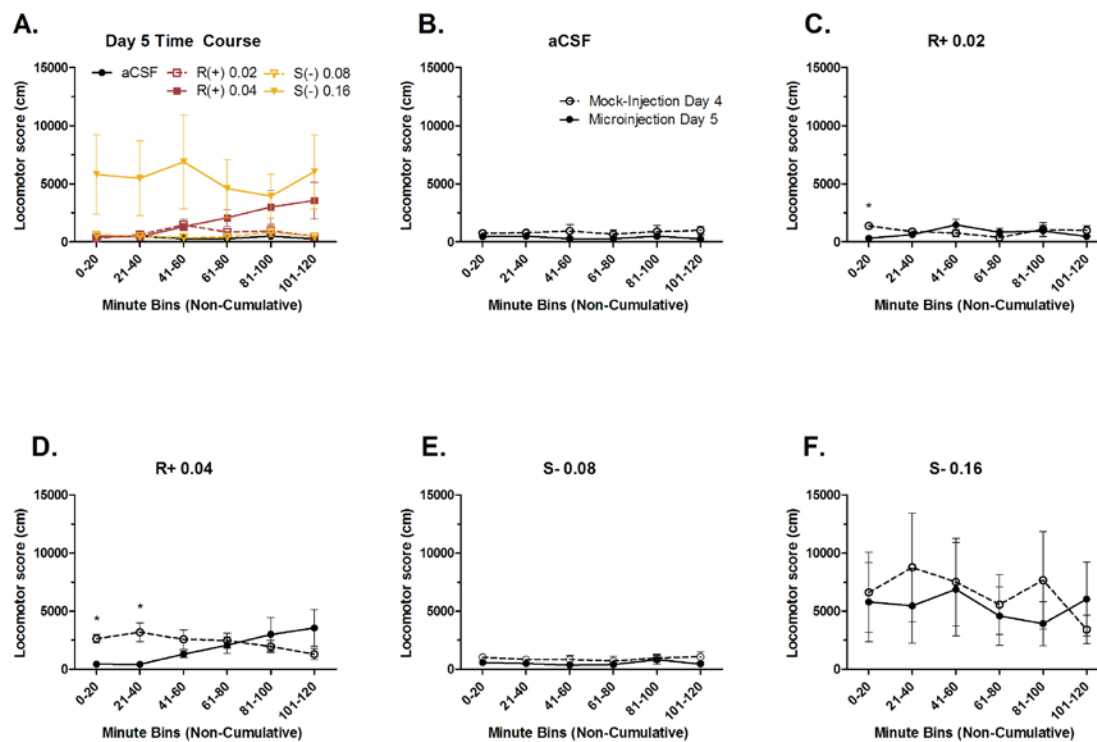 A.
Day 5 Time Course
aCSF
R(+) 0.02
S(-) 0.08
R(+) 0.04
S(-) 0.16
Locomotor score (cm)
15000
10000
5000
0
0-20
21-40
41-60
61-80
81-100
101-120
Minute Bins (Non-Cumulative)
B.
aCSF
Mock-Injection Day 4
Microinjection Day 5
Locomotor score (cm)
15000
10000
5000
0
0-20
21-40
41-60
61-80
81-100
101-120
Minute Bins (Non-Cumulative)
C.
R+ 0.02
Locomotor score (cm)
15000
10000
5000
0
*
0-20
21-40
41-60
61-80
81-100
101-120
Minute Bins (Non-Cumulative)
D.
R+ 0.04
Locomotor score (cm)
15000
10000
5000
0
*
*
0-20
21-40
41-60
61-80
81-100
101-120
Minute Bins (Non-Cumulative)
E.
S- 0.08
Locomotor score (cm)
15000
10000
5000
0
0-20
21-40
41-60
61-80
81-100
101-120
Minute Bins (Non-Cumulative)
F.
S- 0.16
Locomotor score (cm)
15000
10000
5000
0
0-20
21-40
41-60
61-80
81-100
101-120
Minute Bins (Non-Cumulative)